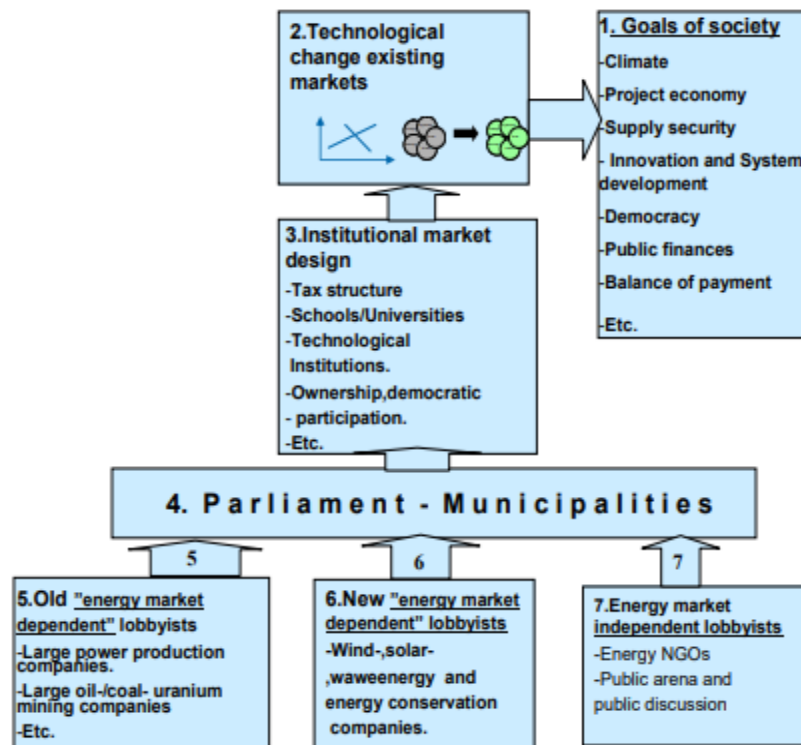 2.Technological
change existing
markets
1. Goals of society
-Climate
-Project economy
-Supply security
- Innovation and System
development
-Democracy
-Public finances
-Balance of payment
-Etc.
3.Institutional market
design
-Tax structure
-Schools/Universities
-Technological
Institutions.
-Ownership,democratic
- participation.
-Etc.
4. Parliament - Municipalities
5
6
7
5.Old "energy market
dependent" lobbyists
-Large power production
companies.
-Large oil-/coal- uranium
mining companies
-Etc.
6.New "energy market
dependent" lobbyists
-Wind-,solar-
,waweenergy and
energy conservation
companies.
7.Energy market
independent lobbyists
-Energy NGOs
-Public arena and
public discussion